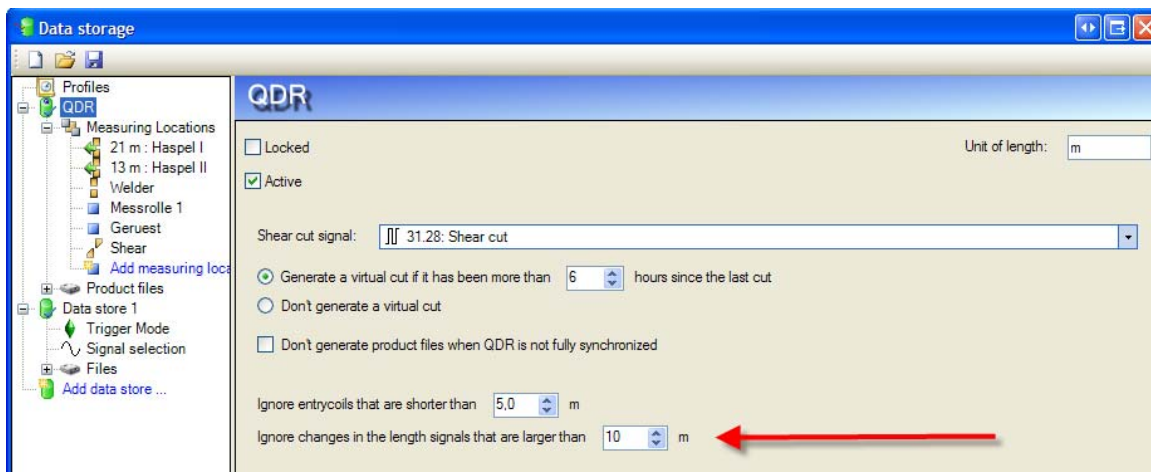 Data storage
Profiles
QDR
Measuring Locations
21 m : Haspel I
13 m : Haspel II
Welder
Messrolle 1
Geruest
Shear
Add measuring loca
Product files
Data store 1
Trigger Mode
Signal selection
Files
Add data store ...
QDR
Locked
Unit of length: m
Active
Shear cut signal: 31.28: Shear cut
Generate a virtual cut if it has been more than 6 hours since the last cut
Don't generate a virtual cut
Don't generate product files when QDR is not fully synchronized
Ignore entrycoils that are shorter than 5,0 m
Ignore changes in the length signals that are larger than 10 m